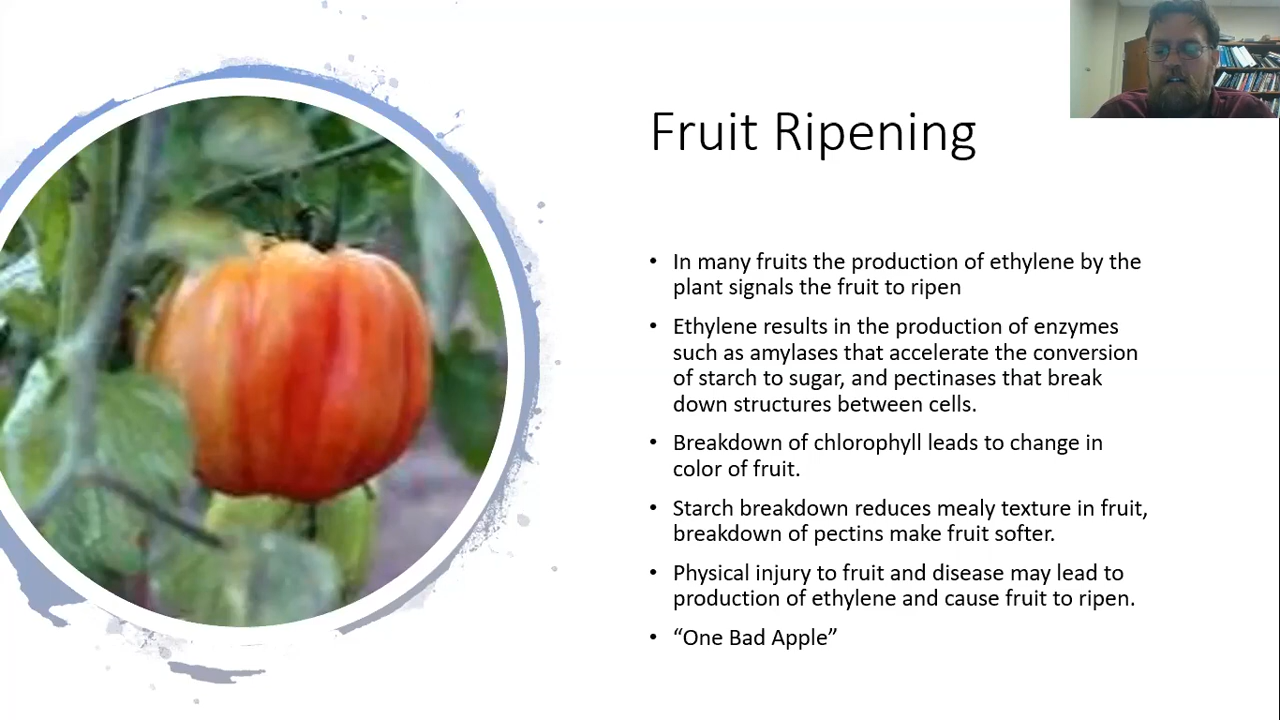 Fruit Ripening
• In many fruits the production of ethylene by the
plant signals the fruit to ripen
• Ethylene results in the production of enzymes
such as amylases that accelerate the conversion
of starch to sugar, and pectinases that break
down structures between cells.
• Breakdown of chlorophyll leads to change in
color of fruit.
• Starch breakdown reduces mealy texture in fruit,
breakdown of pectins make fruit softer.
• Physical injury to fruit and disease may lead to
production of ethylene and cause fruit to ripen.
• “One Bad Apple”